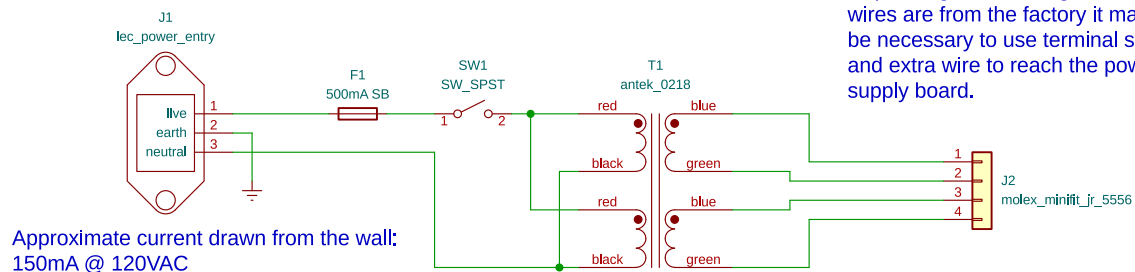 wires are from the factory it ma
be necessary to use terminal s
and extra wire to reach the pow
supply board.
J1
Iec_power_entry
F1
500mA SB
SW1
SW_SPST
T1
antek_0218
live
earth
neutral
1
2
3
1
2
red
blue
black
green
red
blue
black
green
1
2
3
4
J2
molex_minifit_jr_5556
Approximate current drawn from the wall:
150mA @ 120VAC